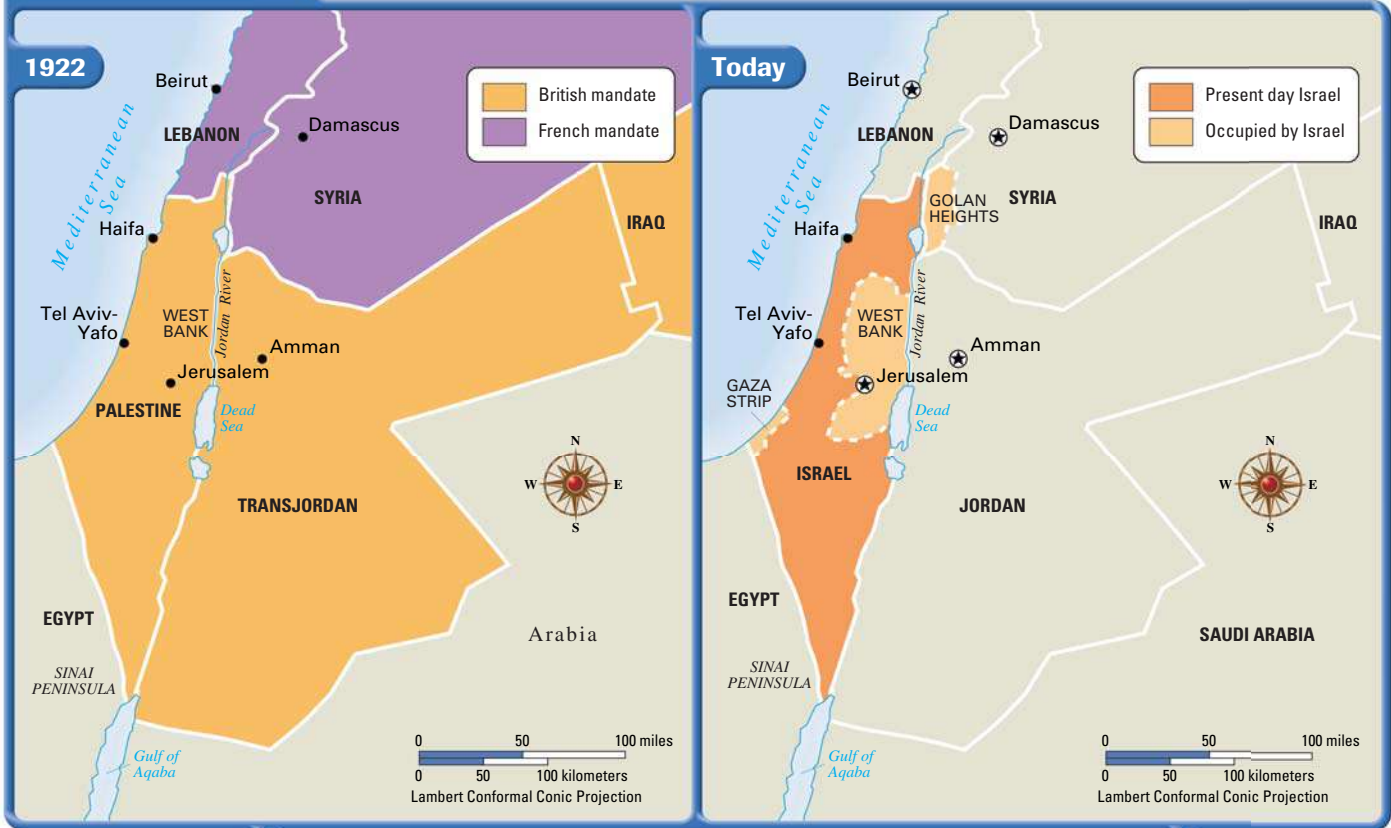 1922
British mandate
French mandate
Beirut
LEBANON
Damascus
Mediterranean
Sea
SYRIA
IRAQ
Haifa
Jordan River
Tel Aviv-
Yafo
WEST
BANK
Amman
Jerusalem
PALESTINE
Dead
Sea
N
W
E
S
TRANSJORDAN
EGYPT
Arabia
SINAI
PENINSULA
Gulf of
Aqaba
0 50 100 miles
0 50 100 kilometers
Lambert Conformal Conic Projection
Today
Present day Israel
Occupied by Israel
Beirut
LEBANON
Damascus
Mediterranean
Sea
GOLAN
HEIGHTS
SYRIA
IRAQ
Haifa
Jordan River
Tel Aviv-
Yafo
WEST
BANK
Amman
Jerusalem
GAZA
STRIP
Dead
Sea
N
W
E
S
ISRAEL
JORDAN
EGYPT
SAUDI ARABIA
SINAI
PENINSULA
Gulf of
Aqaba
0 50 100 miles
0 50 100 kilometers
Lambert Conformal Conic Projection